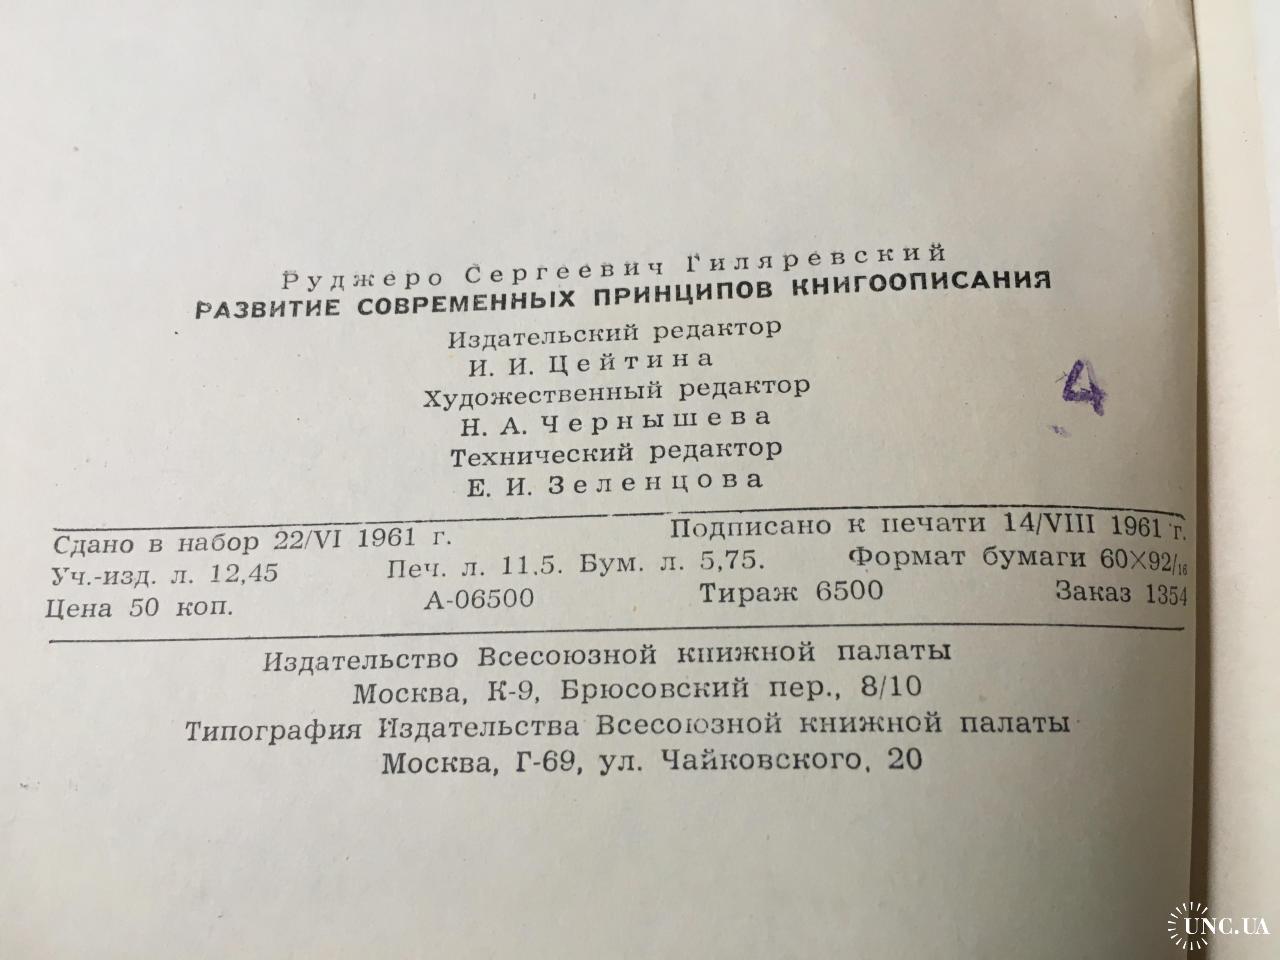 Руджеро Сергеевич Гиляревский
РАЗВИТИЕ СОВРЕМЕННЫХ ПРИНЦИПОВ КНИГООПИСАНИЯ
Издательский редактор
И. И. Цейтина
Художественный редактор
Н. А. Чернышева
Технический редактор
Е. И. Зеленцова
4
Сдано в набор 22/VI 1961 г. Подписано к печати 14/VIII 1961 г.
Уч.-изд. л. 12,45 Печ. л. 11,5. Бум. л. 5,75. Формат бумаги 60×92/16
Цена 50 коп. А-06500 Тираж 6500 Заказ 1354
Издательство Всесоюзной книжной палаты
Москва, К-9, Брюсовский пер., 8/10
Типография Издательства Всесоюзной книжной палаты
Москва, Г-69, ул. Чайковского, 20
UNC.UA